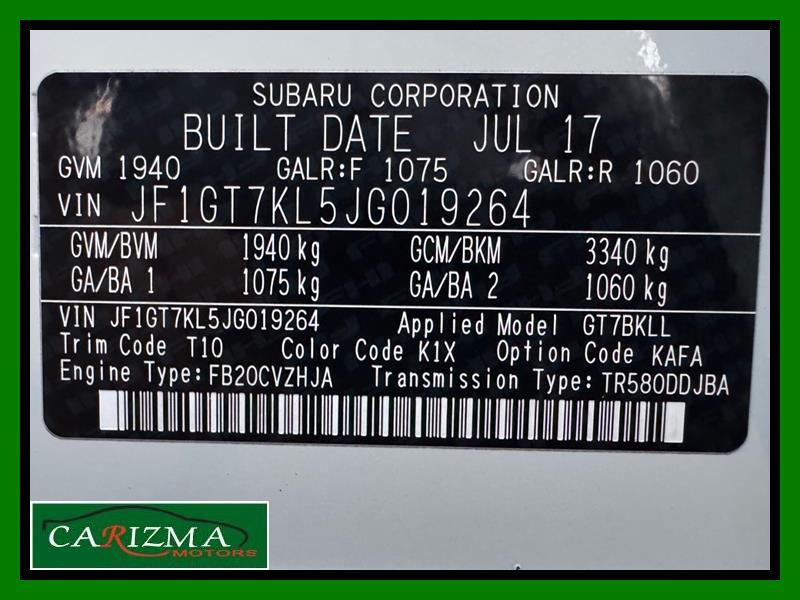 SUBARU CORPORATION
BUILT DATE JUL 17
GVM 1940 GALR:F 1075 GALR:R 1060
VIN JF1GT7KL5JG019264
GVM/BVM 1940 kg GCM/BKM 3340 kg
GA/BA 1 1075 kg GA/BA 2 1060 kg
VIN JF1GT7KL5JG019264 Applied Model GT7BKLL
Trim Code T10 Color Code K1X Option Code KAFA
Engine Type:FB20CVZHJA Transmission Type:TR580DDJBA
CARIZMA
MOTORS